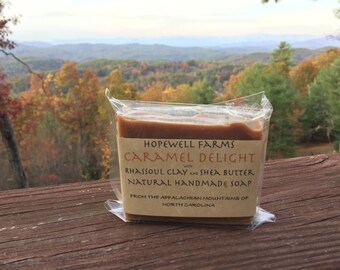 HOPEWELL FARMS
CARAMEL DELIGHT
WITH
RHASSOUL CLAY AND SHEA BUTTER
NATURAL HANDMADE SOAP
FROM THE APPALACHIAN MOUNTAINS OF
NORTH CAROLINA